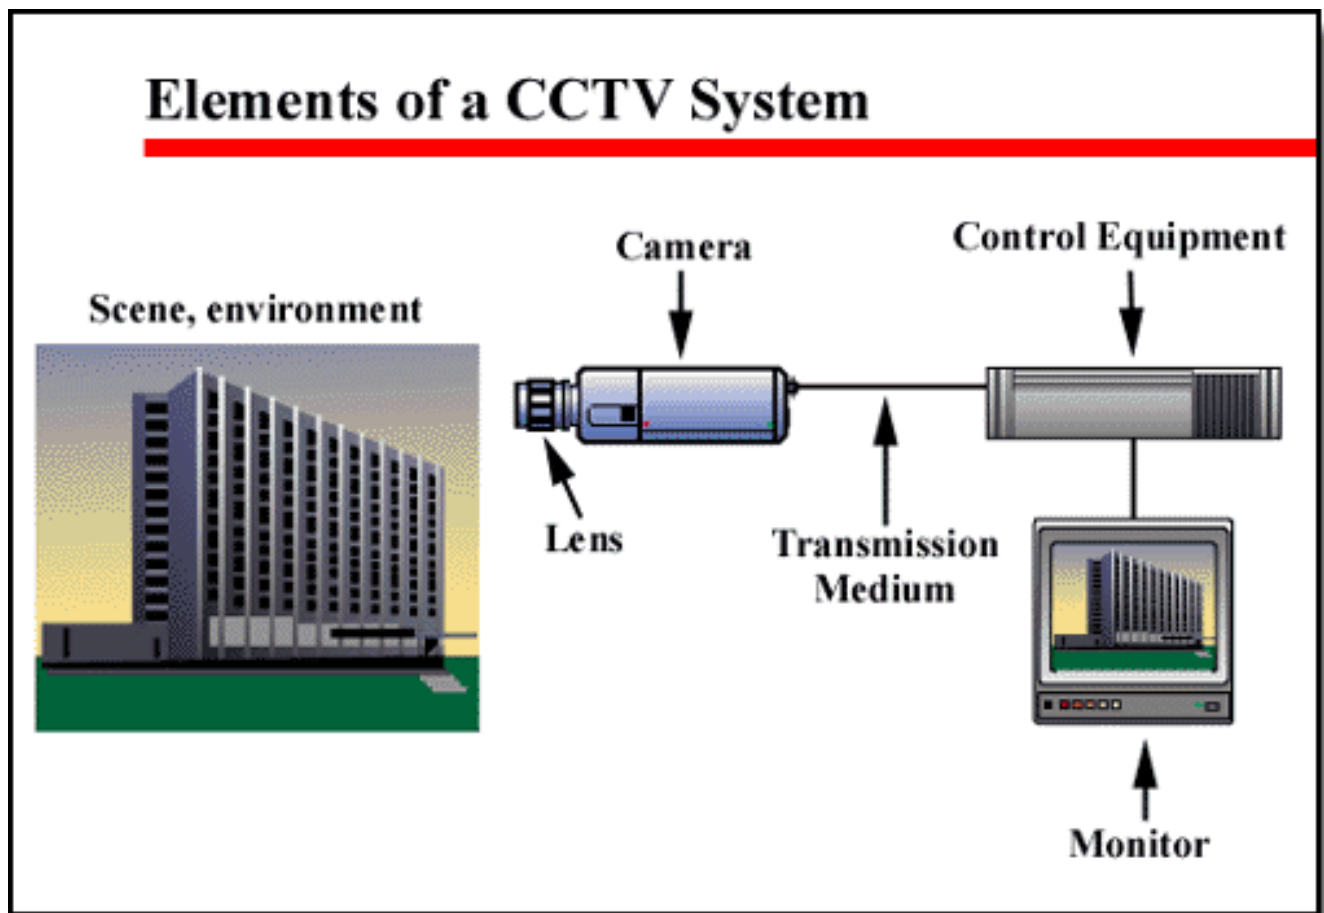 Elements of a CCTV System
Scene, environment
Camera
Control Equipment
Lens
Transmission
Medium
Monitor